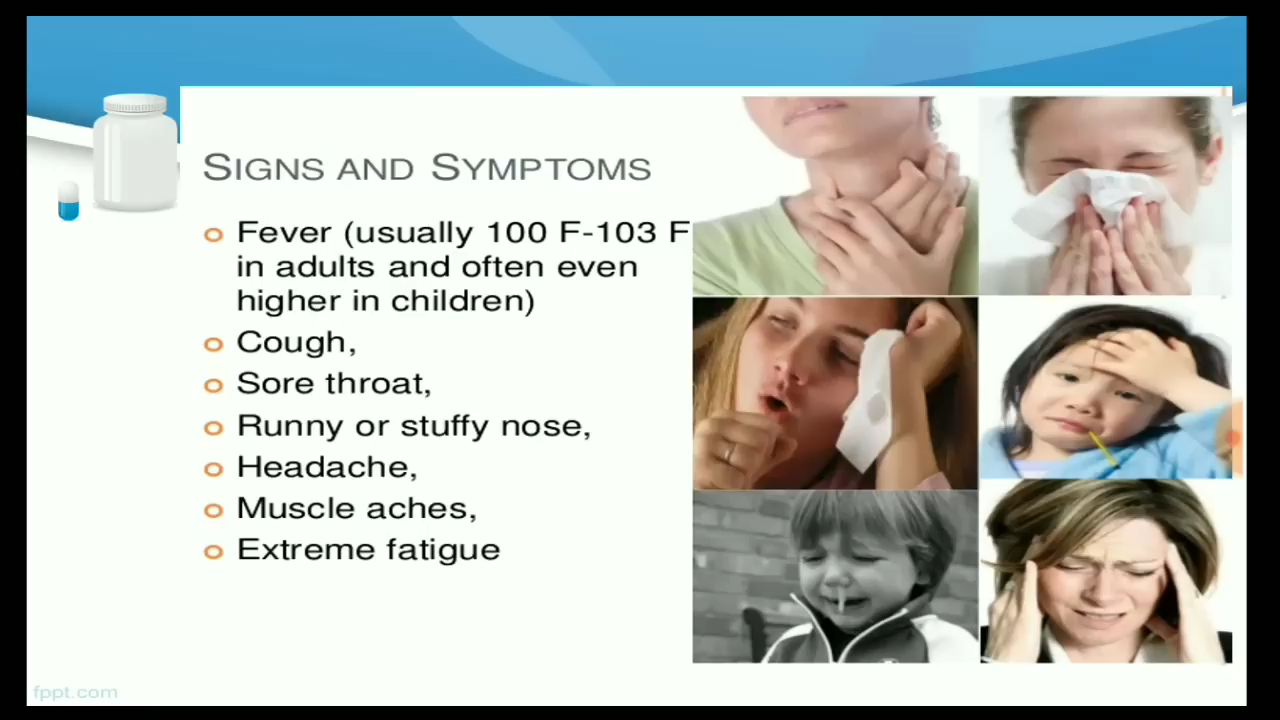 SIGNS AND SYMPTOMS
Fever (usually 100 F-103 F
in adults and often even
higher in children)
Cough,
Sore throat,
Runny or stuffy nose,
Headache,
Muscle aches,
Extreme fatigue
fppt.com